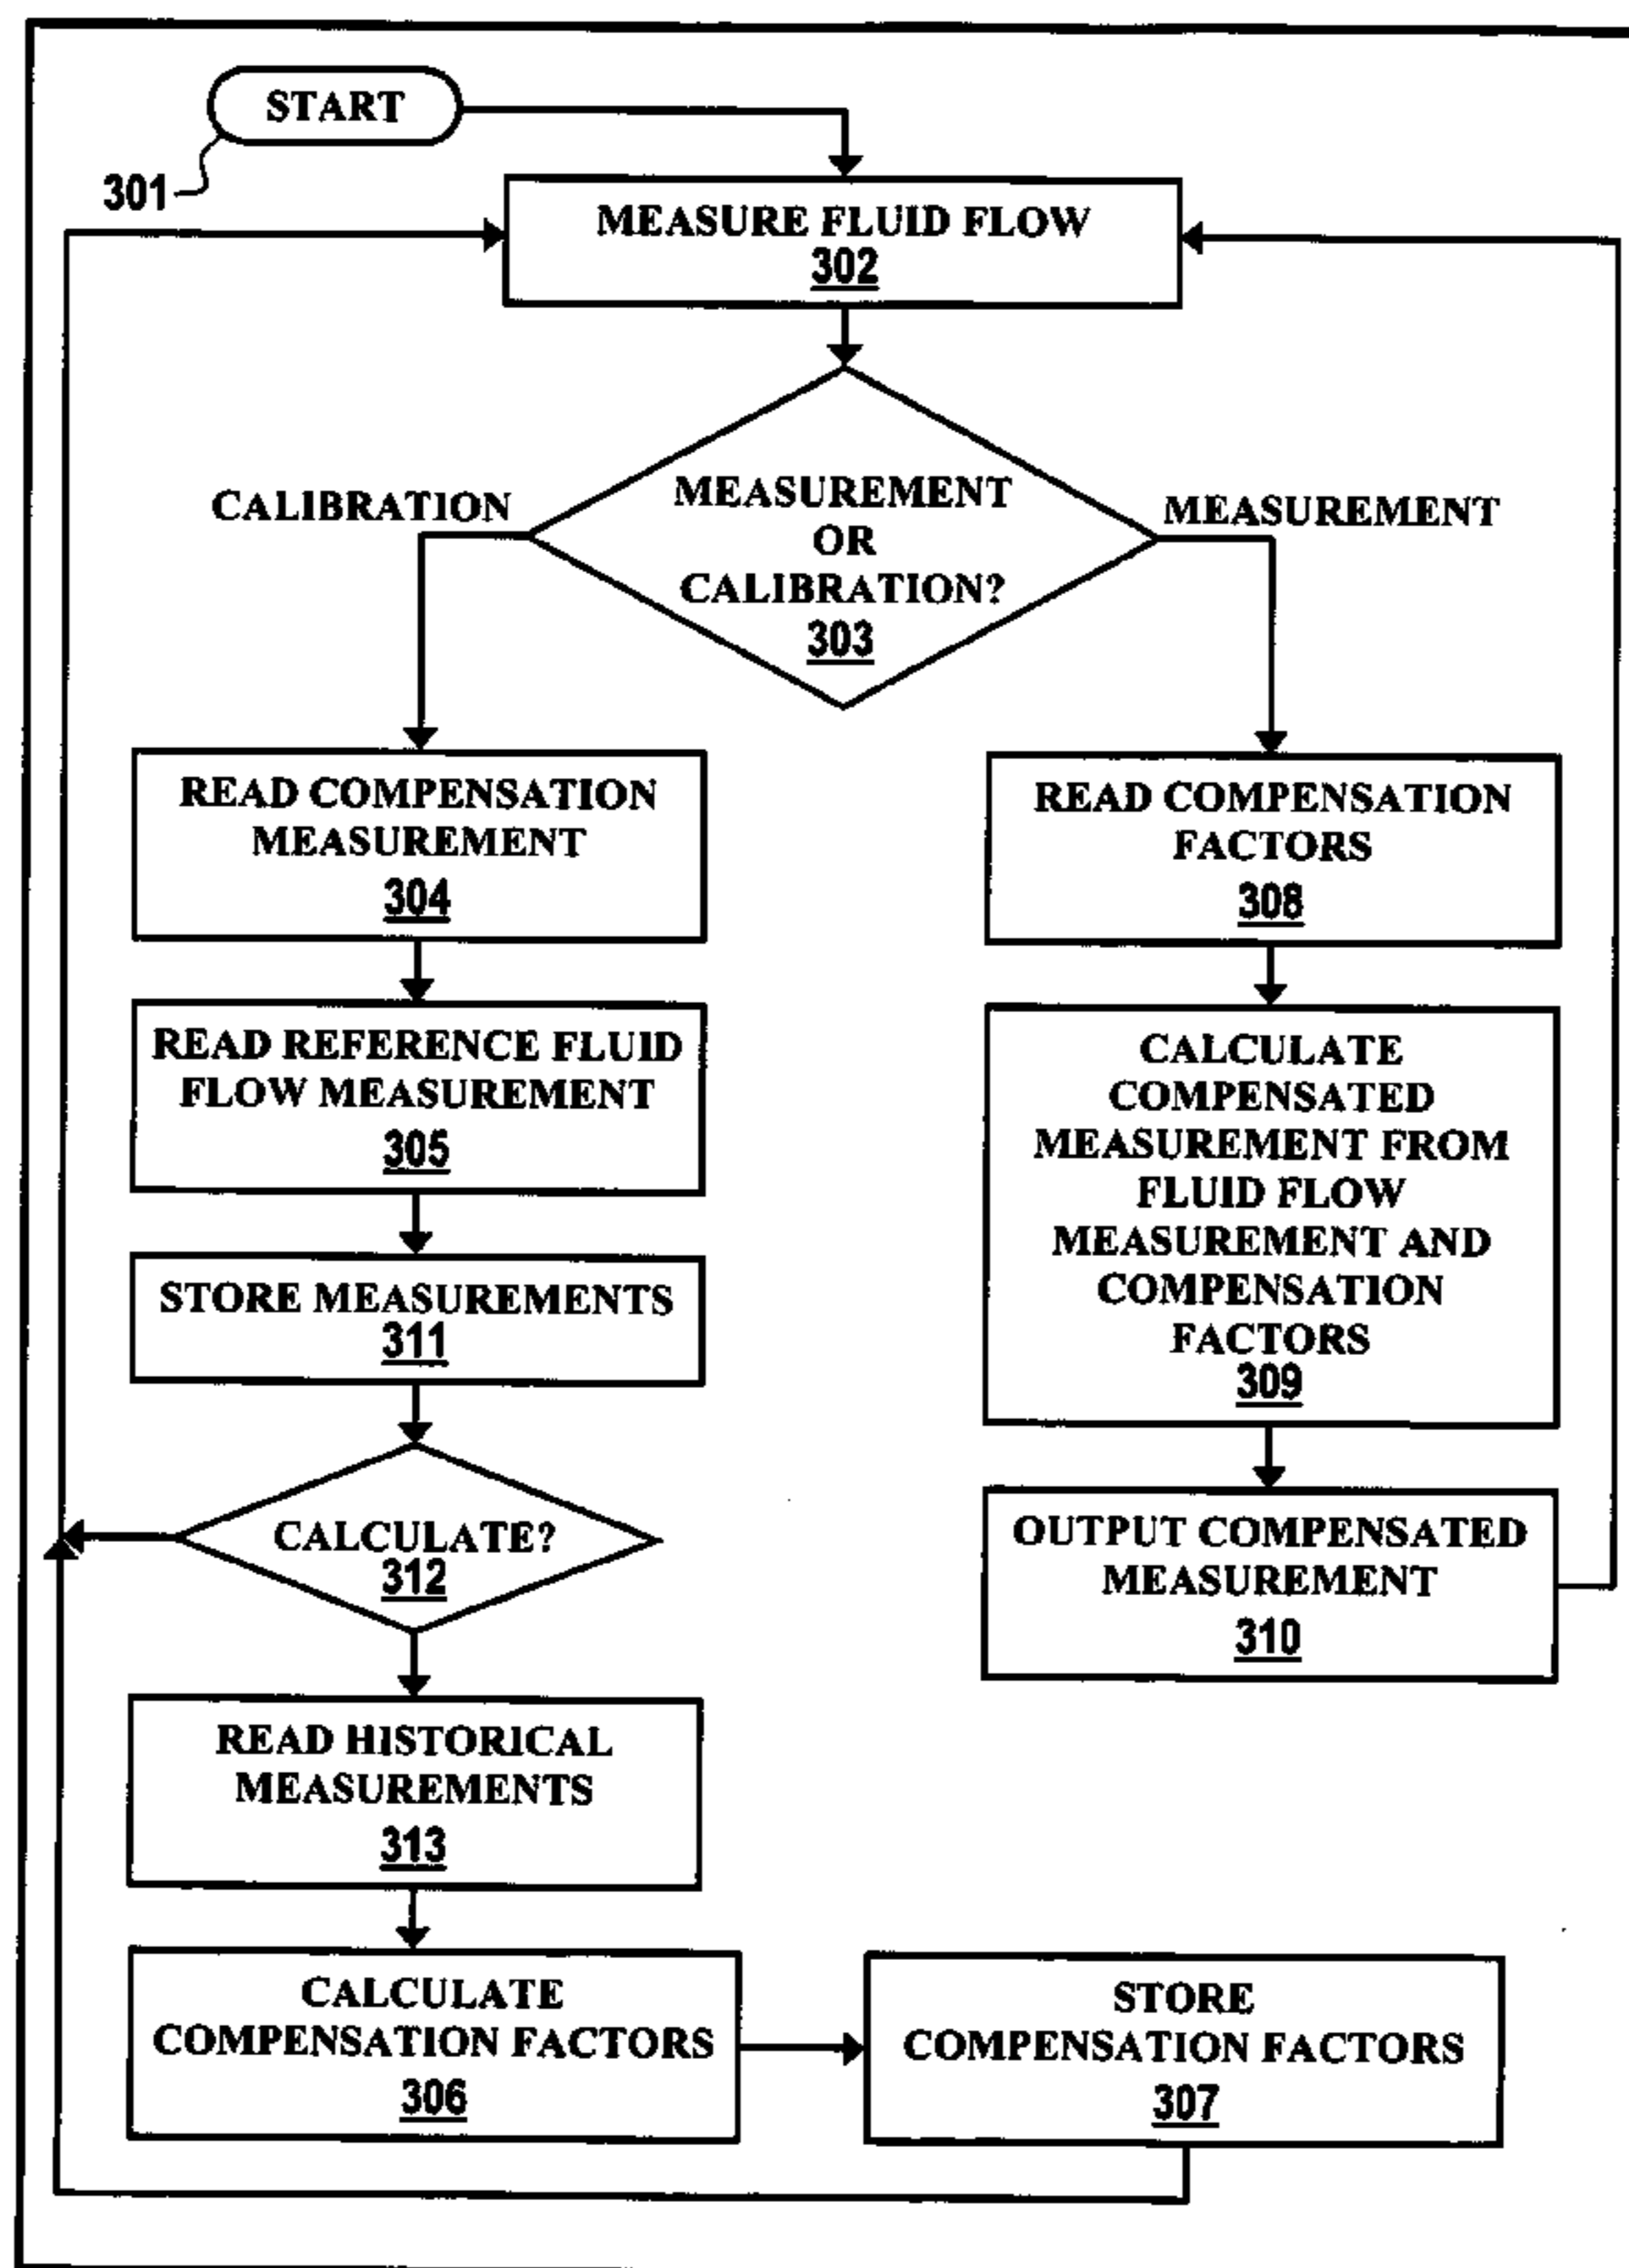 START
301
MEASURE FLUID FLOW
302
MEASUREMENT
OR
CALIBRATION?
303
CALIBRATION
MEASUREMENT
READ COMPENSATION
MEASUREMENT
304
READ REFERENCE FLUID
FLOW MEASUREMENT
305
STORE MEASUREMENTS
311
CALCULATE?
312
READ HISTORICAL
MEASUREMENTS
313
CALCULATE
COMPENSATION FACTORS
306
STORE
COMPENSATION FACTORS
307
READ COMPENSATION
FACTORS
308
CALCULATE
COMPENSATED
MEASUREMENT FROM
FLUID FLOW
MEASUREMENT AND
COMPENSATION
FACTORS
309
OUTPUT COMPENSATED
MEASUREMENT
310